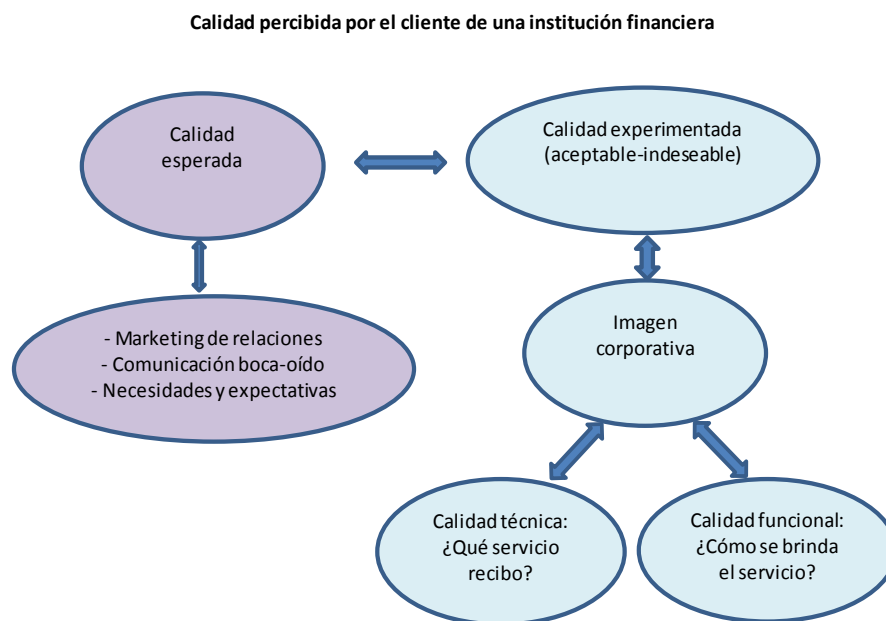 Calidad percibida por el cliente de una institución financiera
Calidad
esperada
Calidad experimentada
(aceptable-indeseable)
- Marketing de relaciones
- Comunicación boca-oído
- Necesidades y expectativas
Imagen
corporativa
Calidad técnica:
¿Qué servicio
recibo?
Calidad funcional:
¿Cómo se brinda
el servicio?